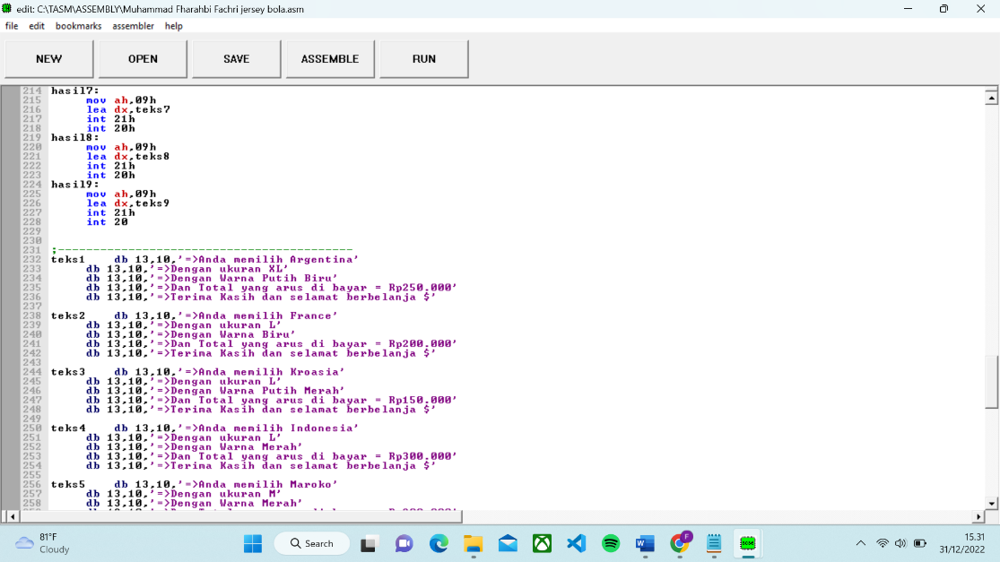 edit: C:\TASM\ASSEMBLY\Muhammad Fharahbi Fachri jersey bola.asm
file edit bookmarks assembler help
NEW OPEN SAVE ASSEMBLE RUN
214 hasil7:
215 mov ah,09h
216 lea dx,teks7
217 int 21h
218 int 20h
219 hasil8:
220 mov ah,09h
221 lea dx,teks8
222 int 21h
223 int 20h
224 hasil9:
225 mov ah,09h
226 lea dx,teks9
227 int 21h
228 int 20
229
230
231 ;------------------------------------------
232 teks1 db 13,10,'=>Anda memilih Argentina'
233 db 13,10,'=>Dengan ukuran XL'
234 db 13,10,'=>Dengan Warna Putih Biru'
235 db 13,10,'=>Dan Total yang arus di bayar = Rp250.000'
236 db 13,10,'=>Terima Kasih dan selamat berbelanja $'
237
238 teks2 db 13,10,'=>Anda memilih France'
239 db 13,10,'=>Dengan ukuran L'
240 db 13,10,'=>Dengan Warna Biru'
241 db 13,10,'=>Dan Total yang arus di bayar = Rp200.000'
242 db 13,10,'=>Terima Kasih dan selamat berbelanja $'
243
244 teks3 db 13,10,'=>Anda memilih Kroasia'
245 db 13,10,'=>Dengan ukuran L'
246 db 13,10,'=>Dengan Warna Putih Merah'
247 db 13,10,'=>Dan Total yang arus di bayar = Rp150.000'
248 db 13,10,'=>Terima Kasih dan selamat berbelanja $'
249
250 teks4 db 13,10,'=>Anda memilih Indonesia'
251 db 13,10,'=>Dengan ukuran L'
252 db 13,10,'=>Dengan Warna Merah'
253 db 13,10,'=>Dan Total yang arus di bayar = Rp300.000'
254 db 13,10,'=>Terima Kasih dan selamat berbelanja $'
255
256 teks5 db 13,10,'=>Anda memilih Maroko'
257 db 13,10,'=>Dengan ukuran M'
258 db 13,10,'=>Dengan Warna Merah'
81°F
Cloudy
Search
F
15.31
31/12/2022